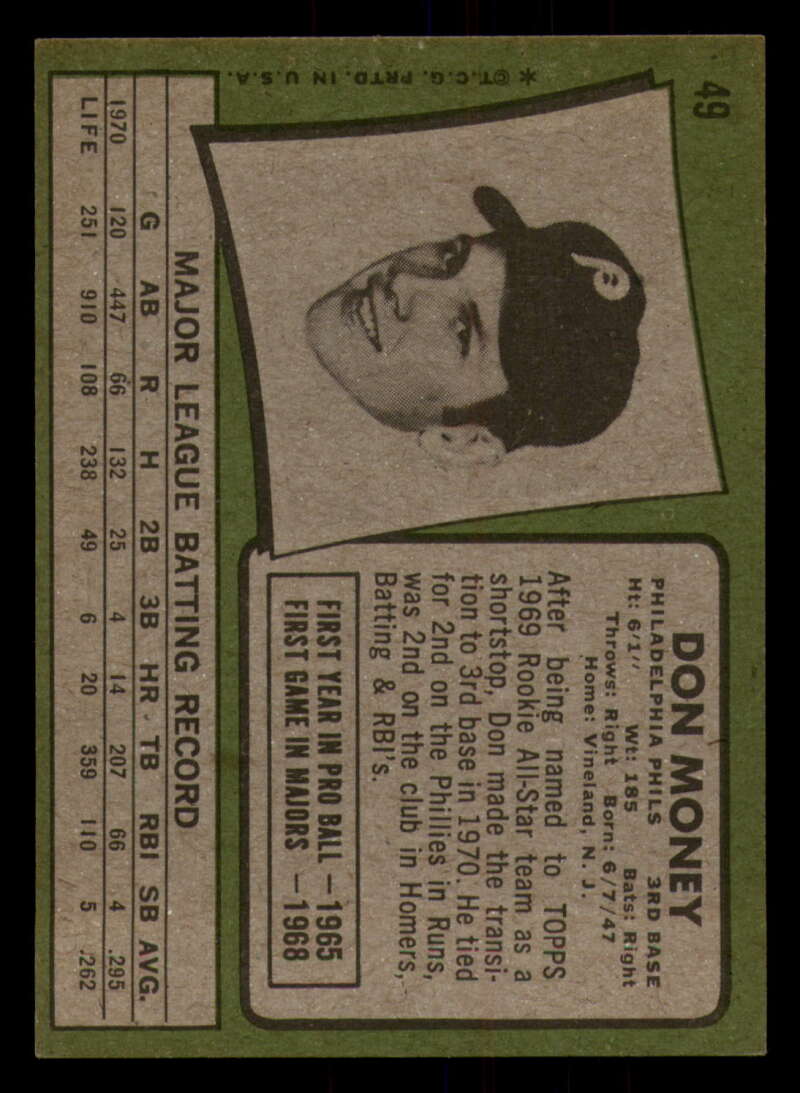 49
DON MONEY
PHILADELPHIA PHILS 3RD BASE
Ht: 6'1" Wt: 185 Bats: Right
Throws: Right Born: 6/7/47
Home: Vineland, N. J.
After being named to TOPPS
1969 Rookie All-Star team as a
shortstop, Don made the transi-
tion to 3rd base in 1970. He tied
for 2nd on the Phillies in Runs,
was 2nd on the club in Homers,
Batting & RBI's.
FIRST YEAR IN PRO BALL —1965
FIRST GAME IN MAJORS —1968
P
MAJOR LEAGUE BATTING RECORD
G AB R H 2B 3B HR TB RBI SB AVG.
1970 120 447 66 132 25 4 14 207 66 4 .295
LIFE 251 910 108 238 49 6 20 359 110 5 .262
*©T.C.G. PRTD. IN U.S.A.